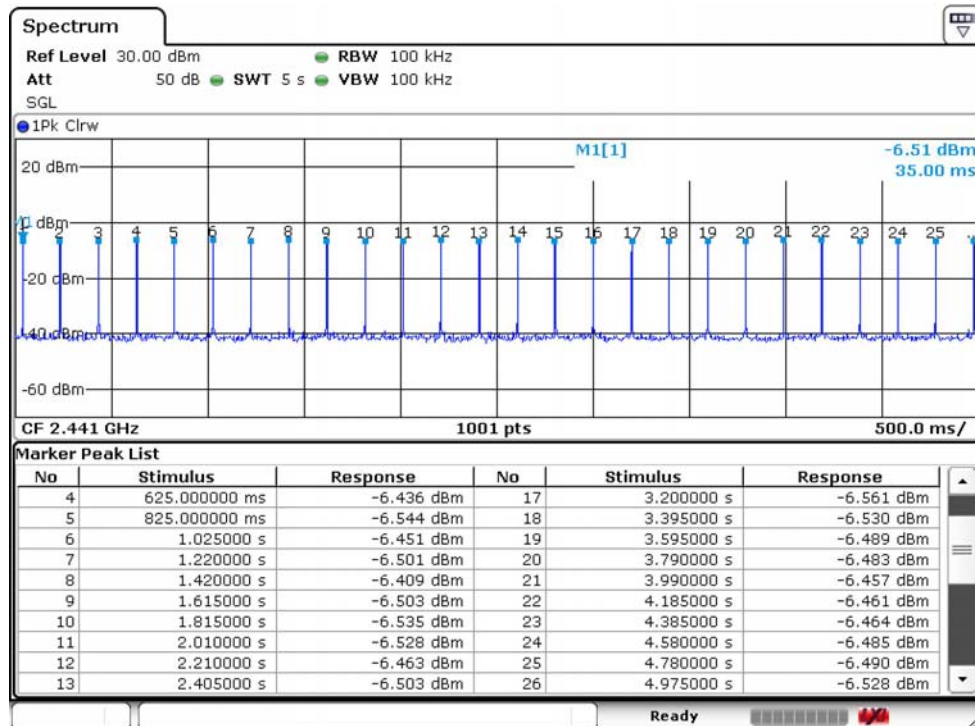 Spectrum
Ref Level 30.00 dBm RBW 100 kHz
Att 50 dB SWT 5 s VBW 100 kHz
SGL
1Pk Clrw
M1[1] -6.51 dBm
35.00 ms
20 dBm
dBm
2 3 4 5 6 7 8 9 10 11 12 13 14 15 16 17 18 19 20 21 22 23 24 25
-20 dBm
-40 dBm
-60 dBm
CF 2.441 GHz 1001 pts 500.0 ms/
Marker Peak List
No Stimulus Response No Stimulus Response
4 625.000000 ms -6.436 dBm 17 3.200000 s -6.561 dBm
5 825.000000 ms -6.544 dBm 18 3.395000 s -6.530 dBm
6 1.025000 s -6.451 dBm 19 3.595000 s -6.489 dBm
7 1.220000 s -6.501 dBm 20 3.790000 s -6.483 dBm
8 1.420000 s -6.409 dBm 21 3.990000 s -6.457 dBm
9 1.615000 s -6.503 dBm 22 4.185000 s -6.461 dBm
10 1.815000 s -6.535 dBm 23 4.385000 s -6.464 dBm
11 2.010000 s -6.528 dBm 24 4.580000 s -6.485 dBm
12 2.210000 s -6.463 dBm 25 4.780000 s -6.490 dBm
13 2.405000 s -6.503 dBm 26 4.975000 s -6.528 dBm
Ready